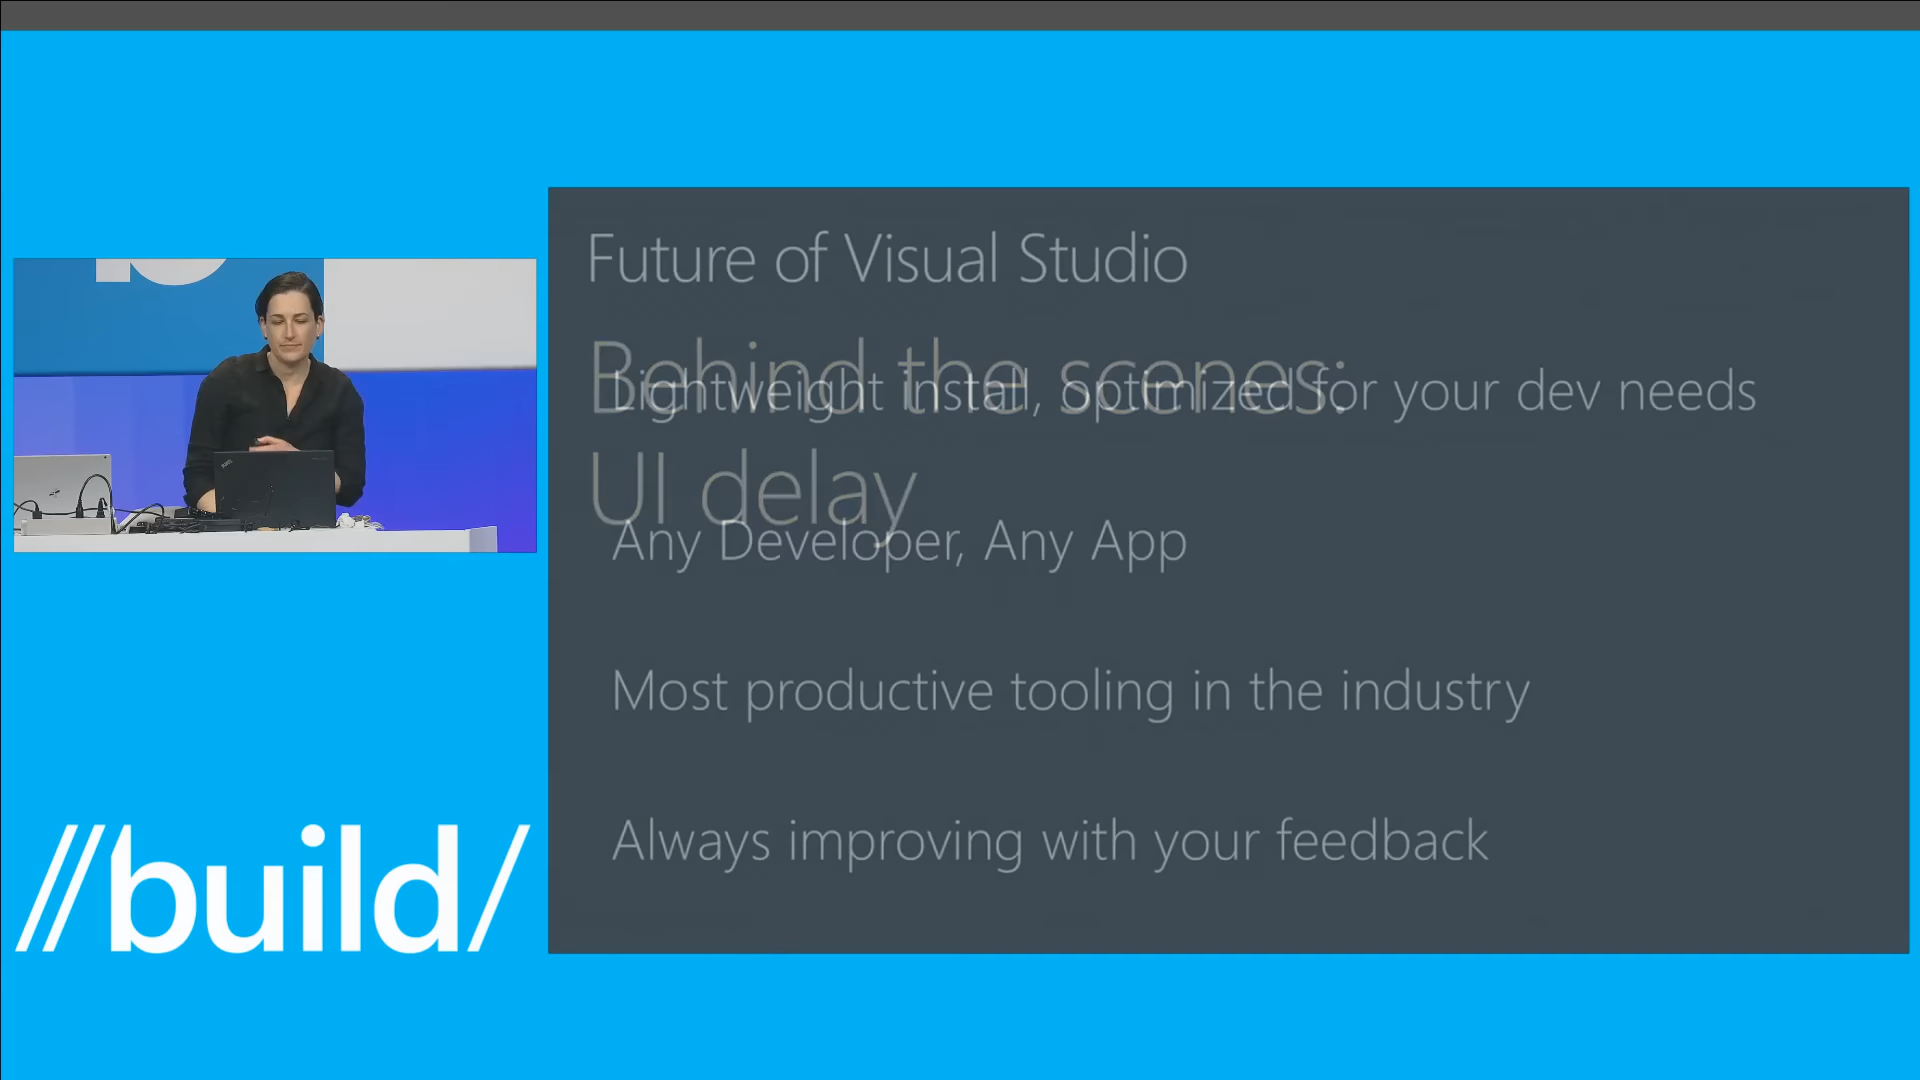 Future of Visual Studio
Behind the scenes:
Lightweight install, optimized for your dev needs
UI delay
Any Developer, Any App
Most productive tooling in the industry
Always improving with your feedback
//build/